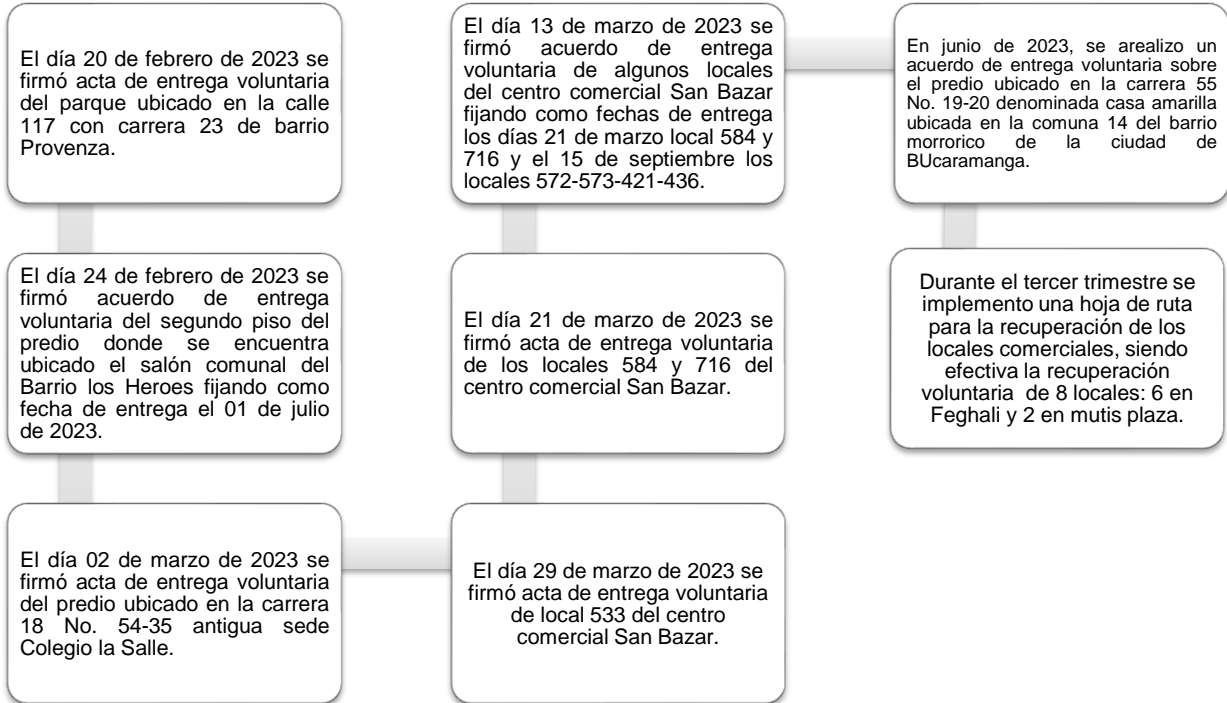 El día 20 de febrero de 2023 se
firmó acta de entrega voluntaria
del parque ubicado en la calle
117 con carrera 23 de barrio
Provenza.
El día 24 de febrero de 2023 se
firmó acuerdo de entrega
voluntaria del segundo piso del
predio donde se encuentra
ubicado el salón comunal del
Barrio los Heroes fijando como
fecha de entrega el 01 de julio
de 2023.
El día 02 de marzo de 2023 se
firmó acta de entrega voluntaria
del predio ubicado en la carrera
18 No. 54-35 antigua sede
Colegio la Salle.
El día 29 de marzo de 2023 se
firmó acta de entrega voluntaria
de local 533 del centro
comercial San Bazar.
El día 21 de marzo de 2023 se
firmó acta de entrega voluntaria
de los locales 584 y 716 del
centro comercial San Bazar.
El día 13 de marzo de 2023 se
firmó acuerdo de entrega
voluntaria de algunos locales
del centro comercial San Bazar
fijando como fechas de entrega
los días 21 de marzo local 584 y
716 y el 15 de septiembre los
locales 572-573-421-436.
En junio de 2023, se arealizo un
acuerdo de entrega voluntaria sobre
el predio ubicado en la carrera 55
No. 19-20 denominada casa amarilla
ubicada en la comuna 14 del barrio
morrorico de la ciudad de
BUcaramanga.
Durante el tercer trimestre se
implemento una hoja de ruta
para la recuperación de los
locales comerciales, siendo
efectiva la recuperación
voluntaria de 8 locales: 6 en
Feghali y 2 en mutis plaza.